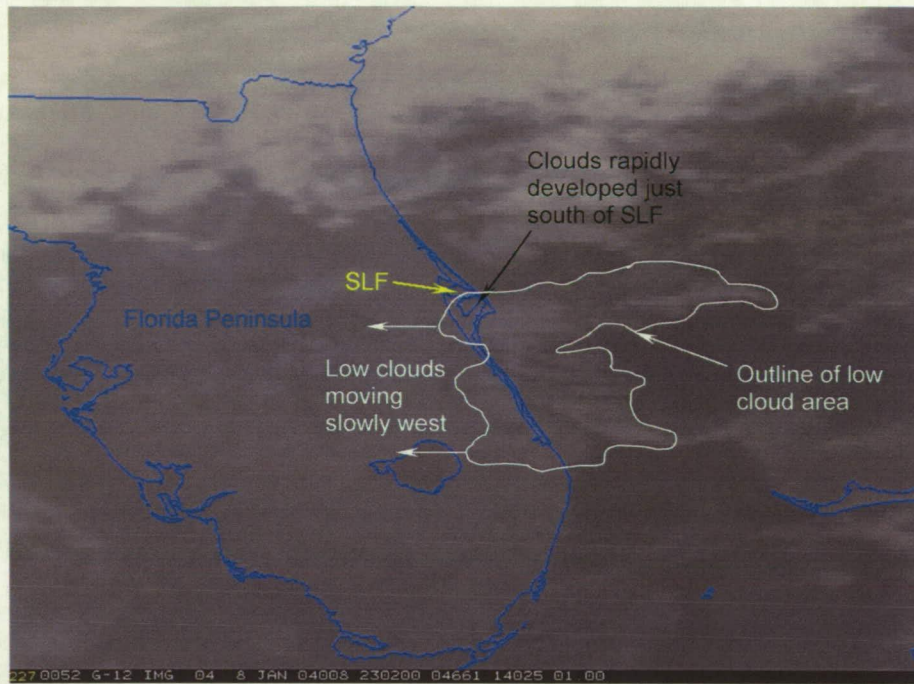 Clouds rapidly
developed just
south of SLF
SLF
Florida Peninsula
Low clouds
moving
slowly west
Outline of low
cloud area
227 0052 G-12 IMG 04 8 JAN 04008 230200 04661 14025 01.00